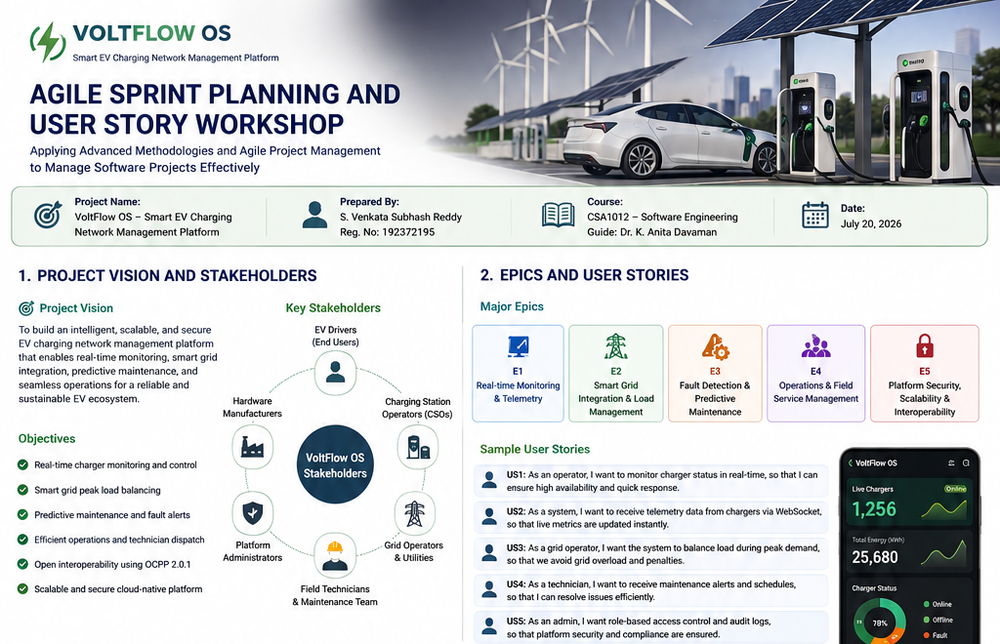 VOLTFLOW OS
Smart EV Charging Network Management Platform
AGILE SPRINT PLANNING AND
USER STORY WORKSHOP
Applying Advanced Methodologies and Agile Project Management
to Manage Software Projects Effectively
Project Name:
VoltFlow OS – Smart EV Charging
Network Management Platform
Prepared By:
S. Venkata Subhash Reddy
Reg. No: 192372195
Course:
CSA1012 – Software Engineering
Guide: Dr. K. Anita Davaman
Date:
July 20, 2026
1. PROJECT VISION AND STAKEHOLDERS
Project Vision
To build an intelligent, scalable, and secure
EV charging network management platform
that enables real-time monitoring, smart grid
integration, predictive maintenance, and
seamless operations for a reliable and
sustainable EV ecosystem.
Objectives
Real-time charger monitoring and control
Smart grid peak load balancing
Predictive maintenance and fault alerts
Efficient operations and technician dispatch
Open interoperability using OCPP 2.0.1
Scalable and secure cloud-native platform
Key Stakeholders
EV Drivers
(End Users)
Hardware
Manufacturers
Charging Station
Operators (CSOs)
VoltFlow OS
Stakeholders
Platform
Administrators
Grid Operators
& Utilities
Field Technicians
& Maintenance Team
2. EPICS AND USER STORIES
Major Epics
E1
Real-time Monitoring
& Telemetry
E2
Smart Grid
Integration & Load
Management
E3
Fault Detection &
Predictive
Maintenance
E4
Operations & Field
Service Management
E5
Platform Security,
Scalability &
Interoperability
Sample User Stories
US1: As an operator, I want to monitor charger status in real-time, so that I can
ensure high availability and quick response.
US2: As a system, I want to receive telemetry data from chargers via WebSocket,
so that live metrics are updated instantly.
US3: As a grid operator, I want the system to balance load during peak demand,
so that we avoid grid overload and penalties.
US4: As a technician, I want to receive maintenance alerts and schedules,
so that I can resolve issues efficiently.
US5: As an admin, I want role-based access control and audit logs,
so that platform security and compliance are ensured.
VoltFlow OS
Live Chargers
Online
1,256
Total Energy (kWh)
25,680
Charger Status
78%
Online
Offline
Fault